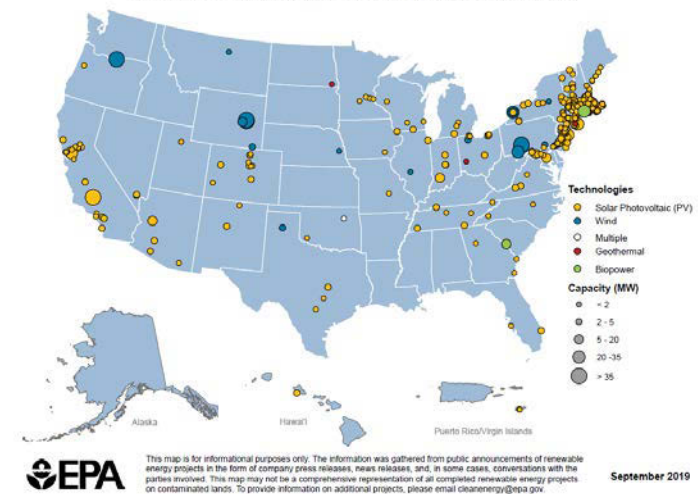 Technologies
Solar Photovoltaic (PV)
Wind
Multiple
Geothermal
Biopower
Capacity (MW)
< 2
2 - 5
5 - 20
20 -35
> 35
Alaska
Hawai'i
Puerto Rico/Virgin Islands
EPA
This map is for informational purposes only. The information was gathered from public announcements of renewable
energy projects in the form of company press releases, news releases, and, in some cases, conversations with the
parties involved. This map may not be a comprehensive representation of all completed renewable energy projects
on contaminated lands. To provide information on additional projects, please email cleanenergy@epa.gov.
September 2019